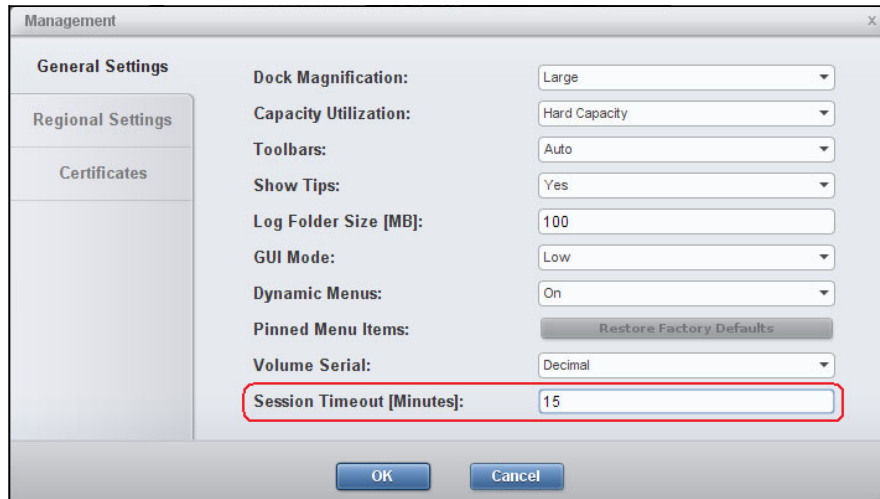 Management x
General Settings
Regional Settings
Certificates
Dock Magnification: Large
Capacity Utilization: Hard Capacity
Toolbars: Auto
Show Tips: Yes
Log Folder Size [MB]: 100
GUI Mode: Low
Dynamic Menus: On
Pinned Menu Items: Restore Factory Defaults
Volume Serial: Decimal
Session Timeout [Minutes]: 15
OK Cancel